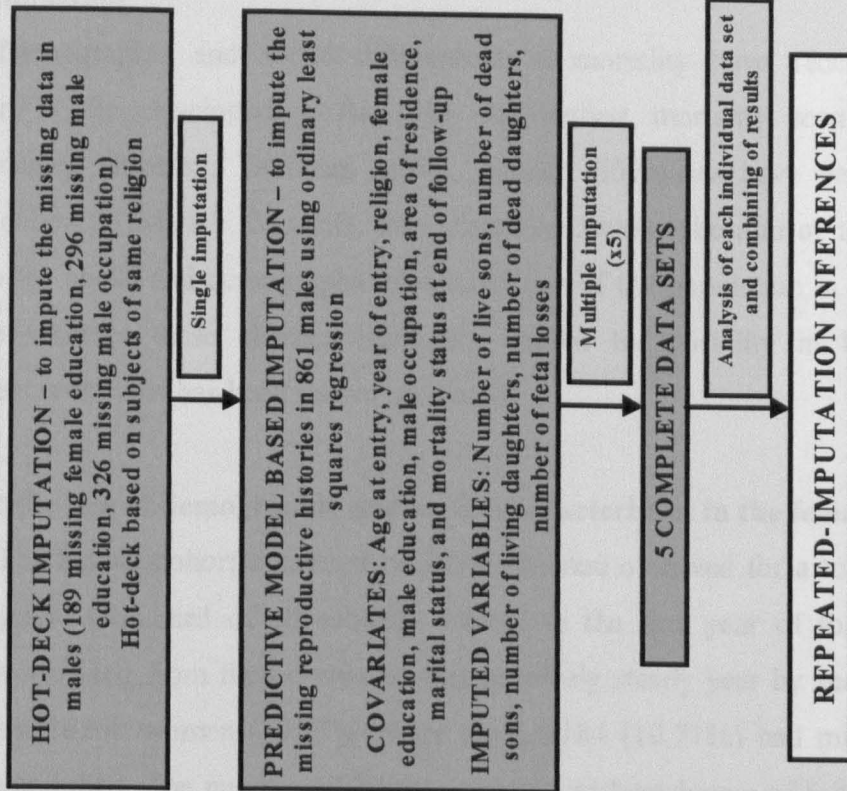 HOT-DECK IMPUTATION – to impute the missing data in
males (189 missing female education, 296 missing male
education, 326 missing male occupation)
Hot-deck based on subjects of same religion
Single imputation
PREDICTIVE MODEL BASED IMPUTATION – to impute the
missing reproductive histories in 861 males using ordinary least
squares regression
COVARIATES: Age at entry, year of entry, religion, female
education, male education, male occupation, area of residence,
marital status, and mortality status at end of follow-up
IMPUTED VARIABLES: Number of live sons, number of dead
sons, number of living daughters, number of dead daughters,
number of fetal losses
Multiple imputation
(x5)
5 COMPLETE DATA SETS
Analysis of each individual data set
and combining of results
REPEATED-IMPUTATION INFERENCES